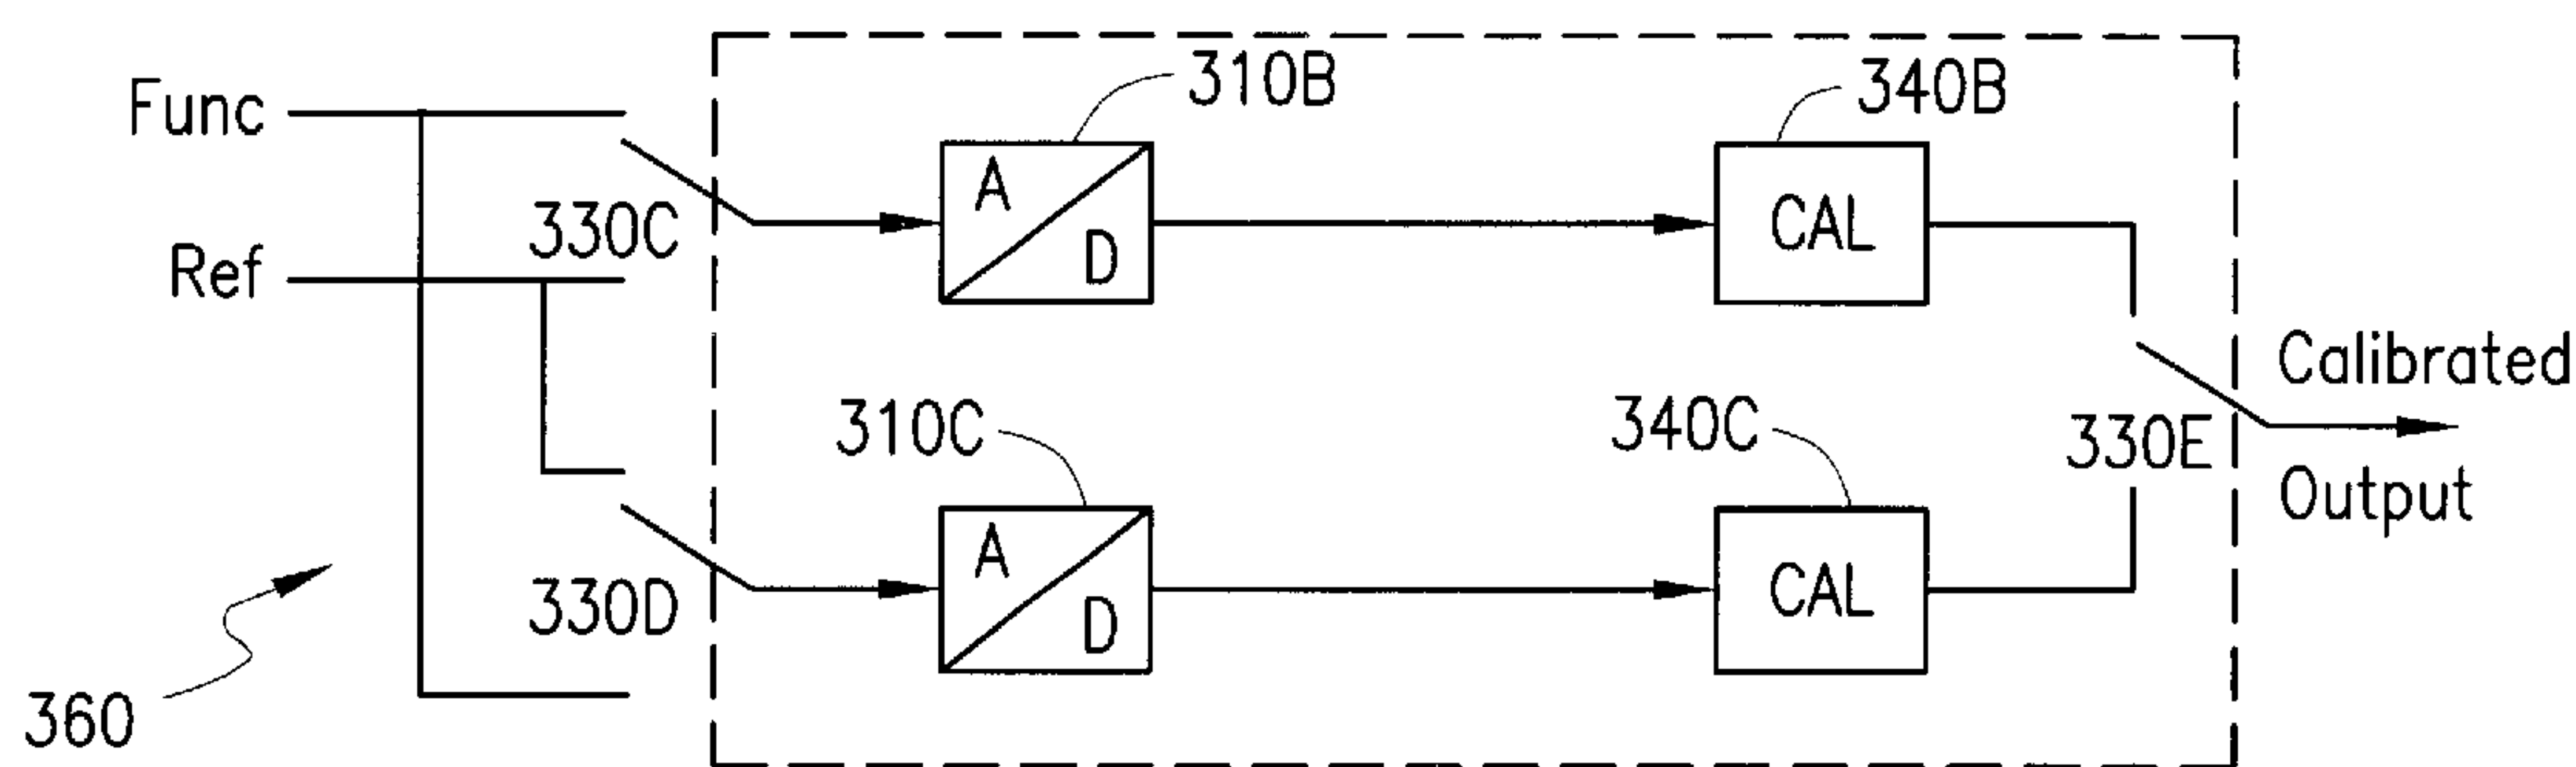 310B
340B
Func
A
D
CAL
330C
Ref
Calibrated
310C
340C
330E
Output
A
D
CAL
330D
360